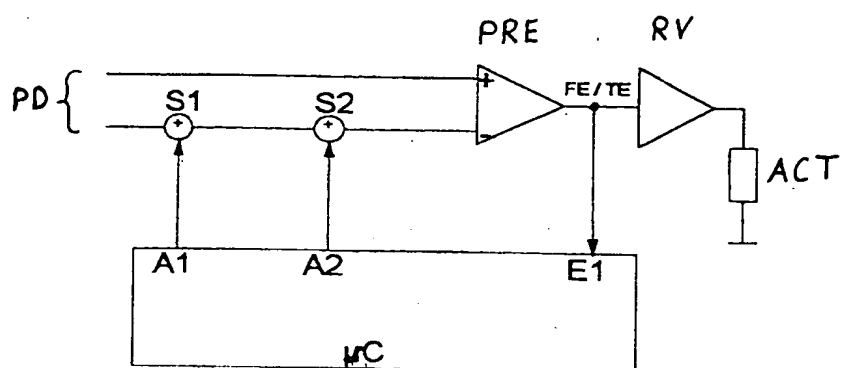 PRE
RV
PD
S1
S2
+
+
+
-
FE / TE
ACT
A1
A2
E1
µC